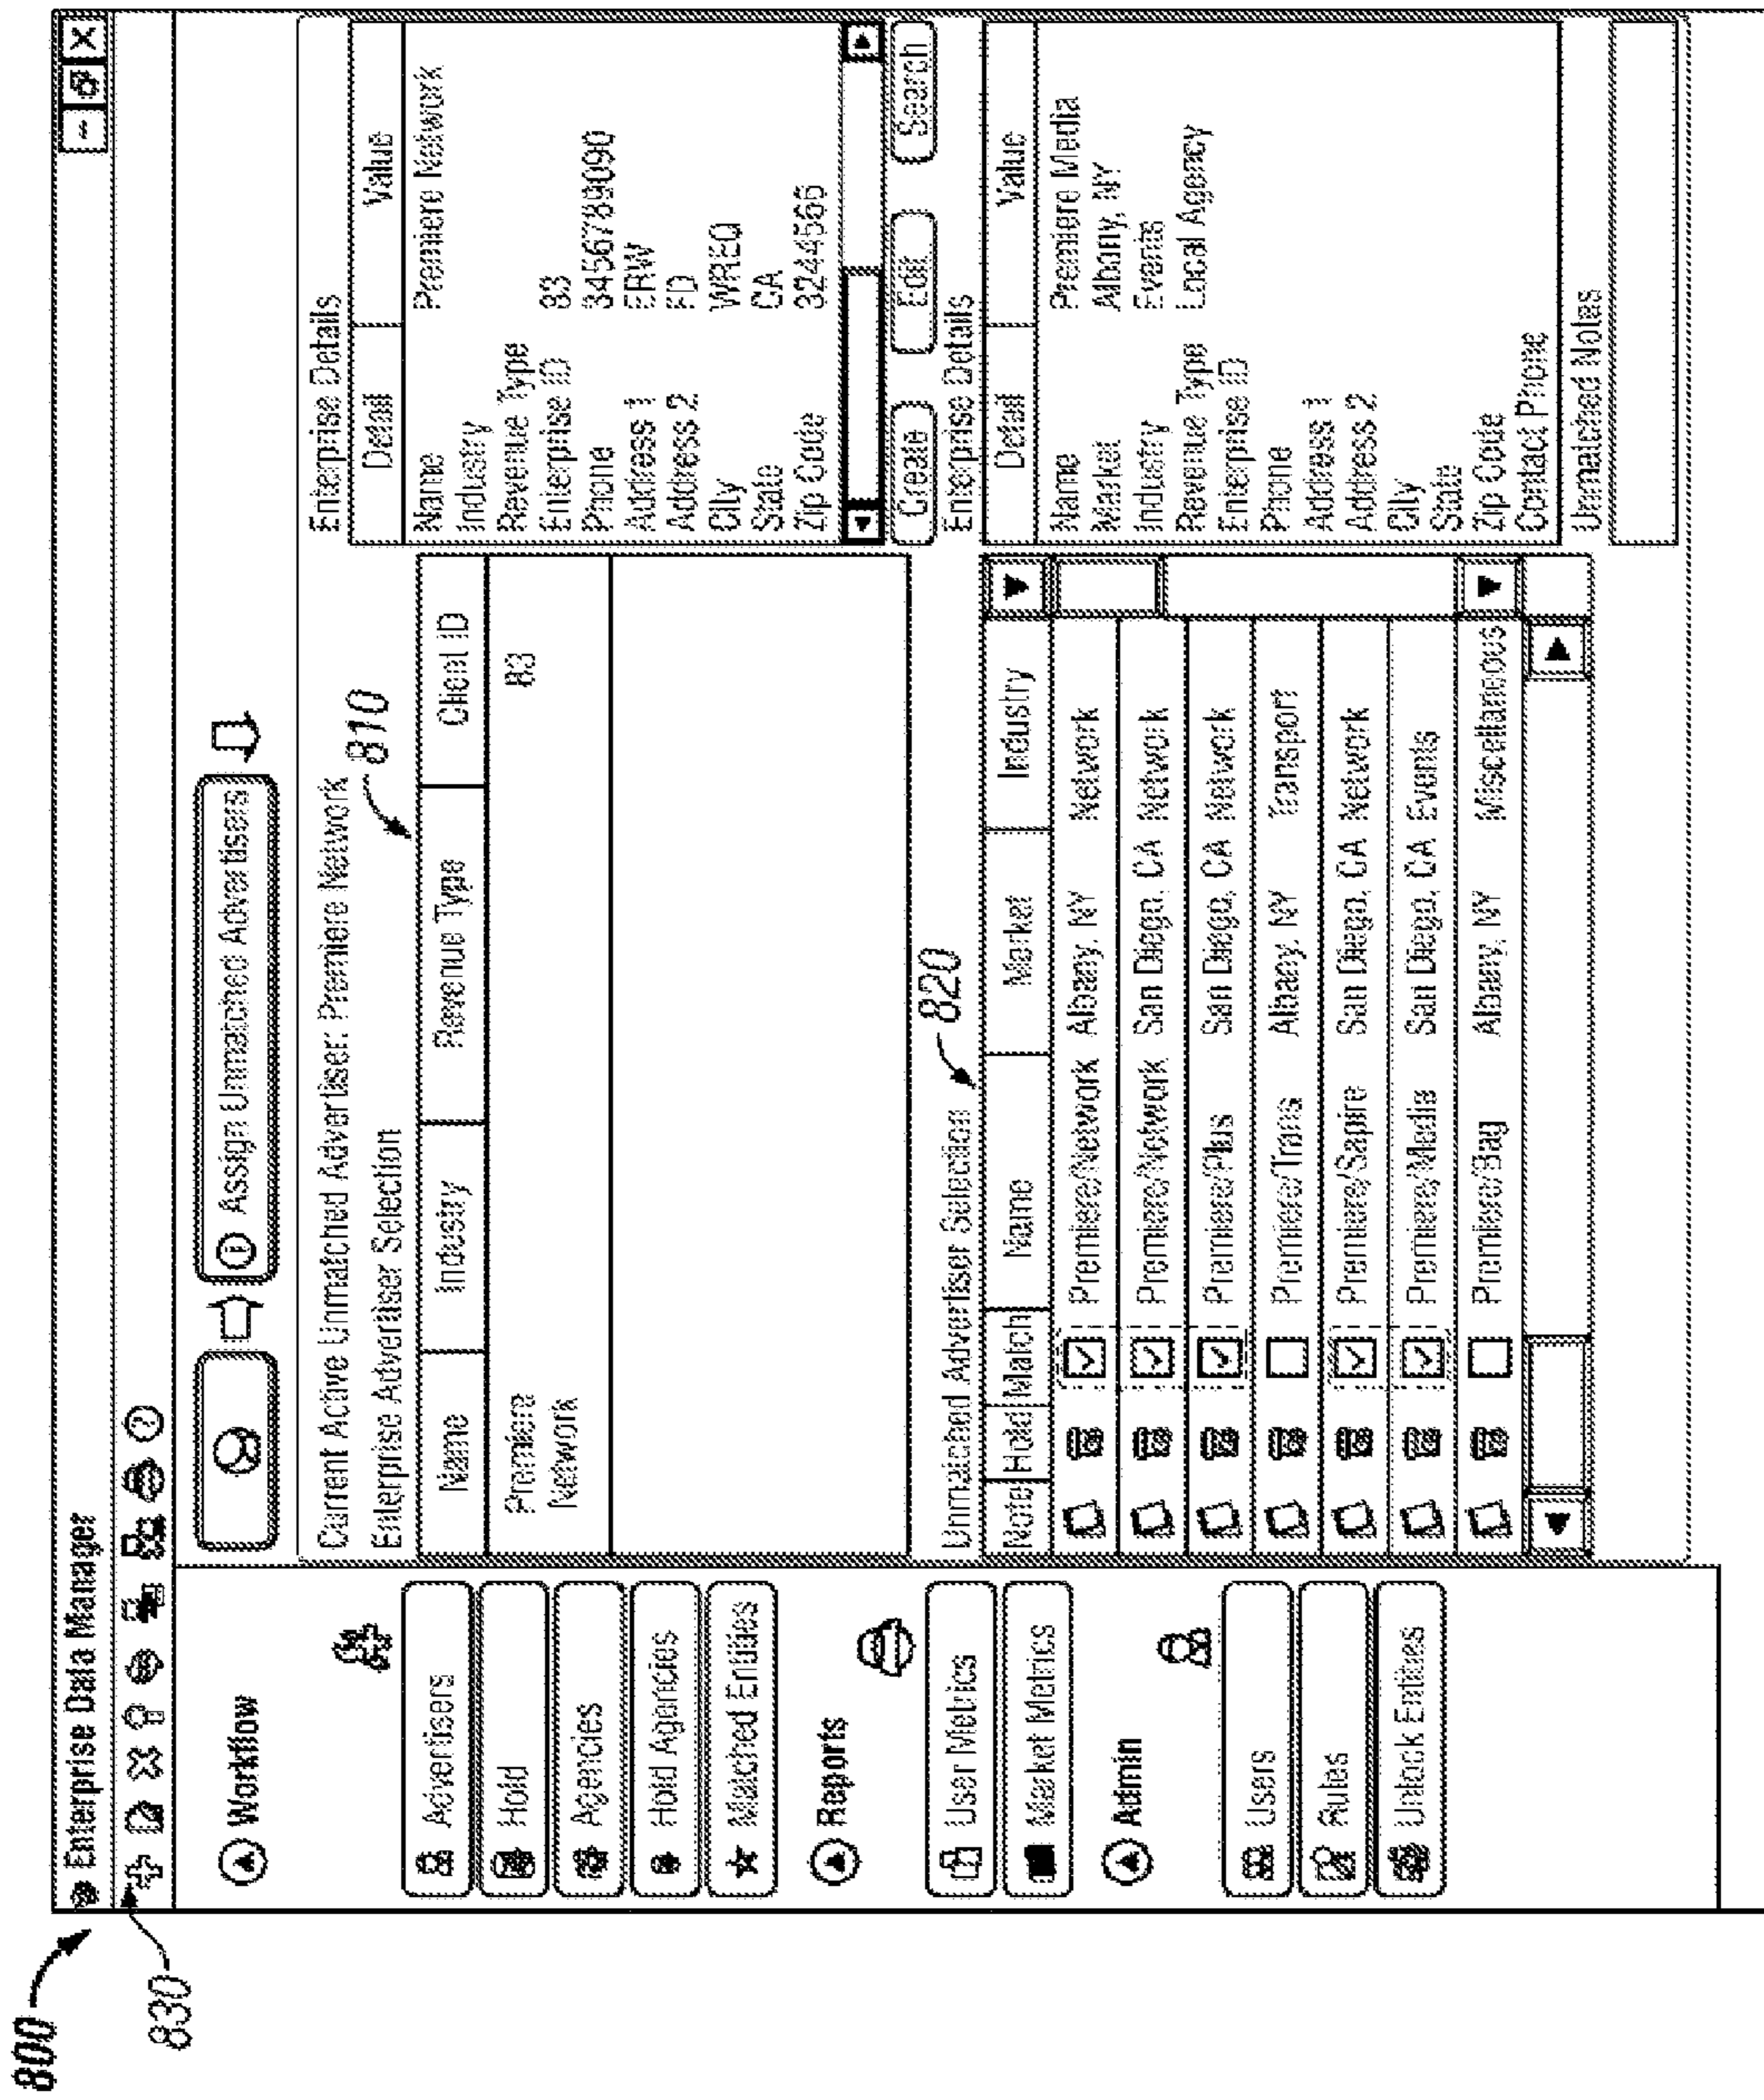 800
830
Enterprise Data Manager
Workflow
Advertisers
Hold
Agencies
Hold Agencies
Matched Entities
Reports
User Metrics
Market Metrics
Admin
Users
Rules
Unlock Entities
Assign Unmatched Advertisers
Current Active Unmatched Advertiser: Premiere Network
Enterprise Advertiser Selection
810
Name Industry Revenue Type Client ID
Premiere
Network
83
Unmatched Advertiser Selection
820
Note Hold Match Name Market Industry
Premiere/Network Albany, NY Network
Premiere/Network San Diego, CA Network
Premiere/Plus San Diego, CA Network
Premiere/Trans Albany, NY Transport
Premiere/Sapire San Diego, CA Network
Premiere/Media San Diego, CA Events
Premiere/Bag Albany, NY Miscellaneous
Enterprise Details
Detail Value
Name Premiere Network
Industry
Revenue Type
Enterprise ID 83
Phone 3456789090
Address 1 ERW
Address 2 FD
City WREQ
State CA
Zip Code 32444566
Create Edit Search
Enterprise Details
Detail Value
Name Premiere Media
Market Albany, NY
Industry Events
Revenue Type Local Agency
Enterprise ID
Phone
Address 1
Address 2
City
State
Zip Code
Contact Phone
Unmatched Notes